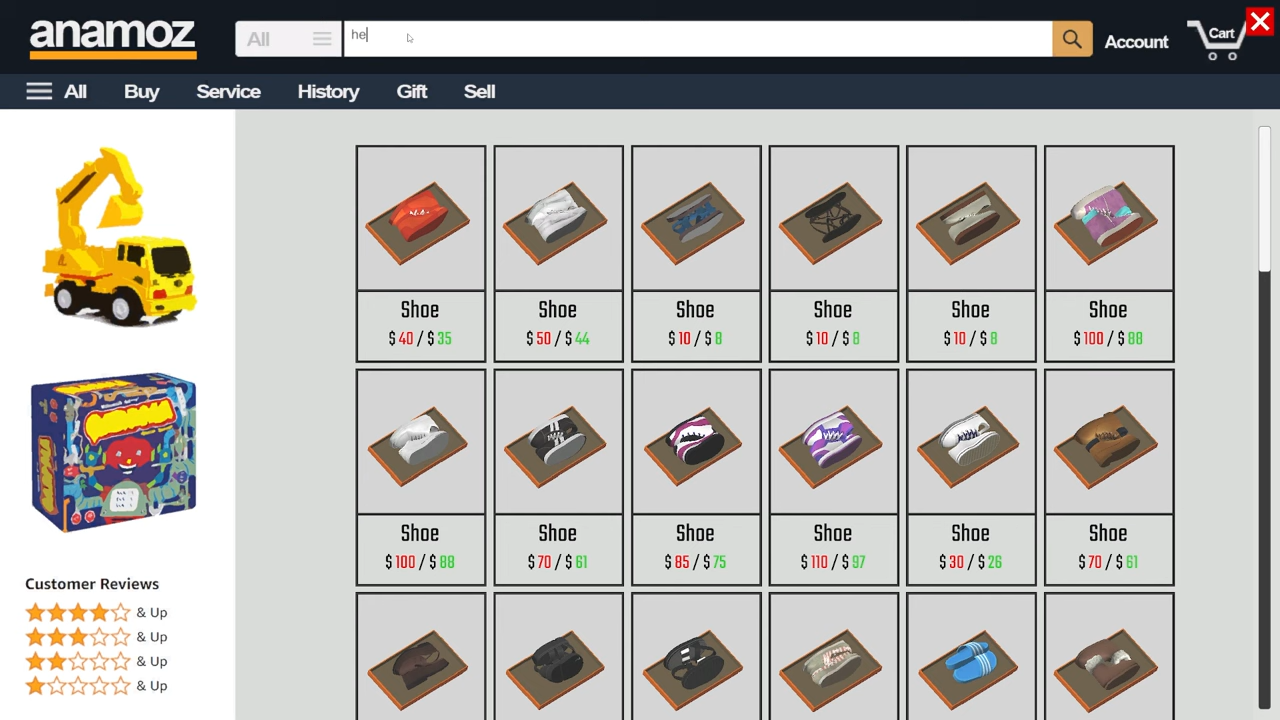 anamoz
All
he
Account
Cart
All Buy Service History Gift Sell
Shoe Shoe Shoe Shoe Shoe Shoe
$ 40 / $ 35 $ 50 / $ 44 $ 10 / $ 8 $ 10 / $ 8 $ 10 / $ 8 $ 100 / $ 88
Shoe Shoe Shoe Shoe Shoe Shoe
$ 100 / $ 88 $ 70 / $ 61 $ 85 / $ 75 $ 110 / $ 97 $ 30 / $ 26 $ 70 / $ 61
Customer Reviews
& Up
& Up
& Up
& Up